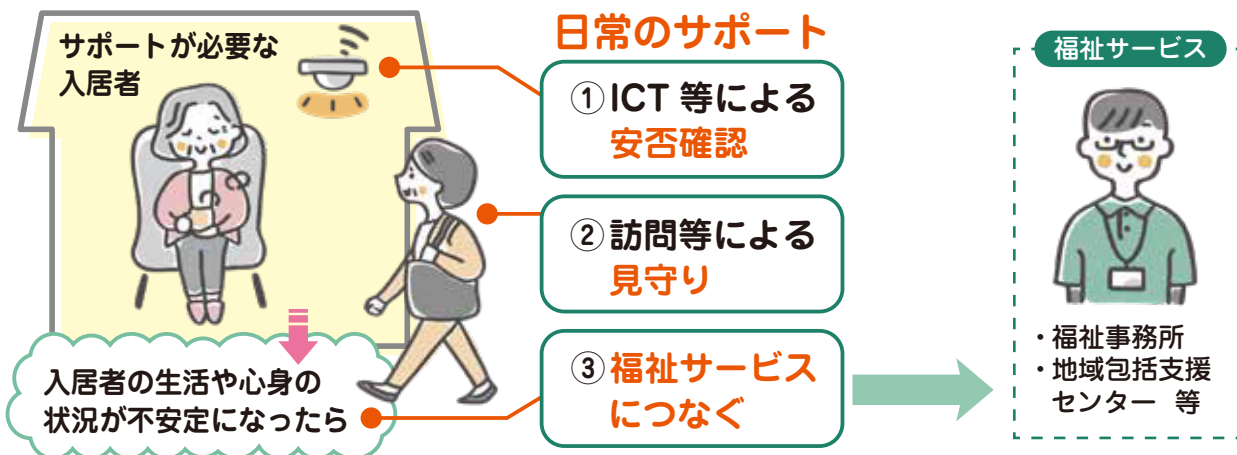 サポートが必要な
入居者
日常のサポート
①ICT 等による
安否確認
②訪問等による
見守り
③福祉サービス
につなぐ
入居者の生活や心身の
状況が不安定になったら
福祉サービス
・福祉事務所
・地域包括支援
センター 等